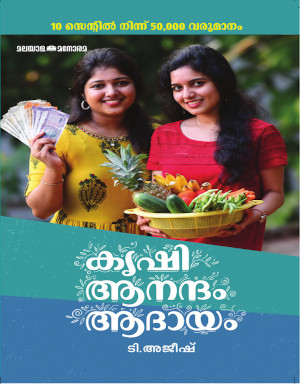 10 സെന്റിൽ നിന്ന് 50,000 വരുമാനം
മലയാള മനോരമ
കൃഷി
ആനന്ദം
ആദായം
ടി.അജീഷ്